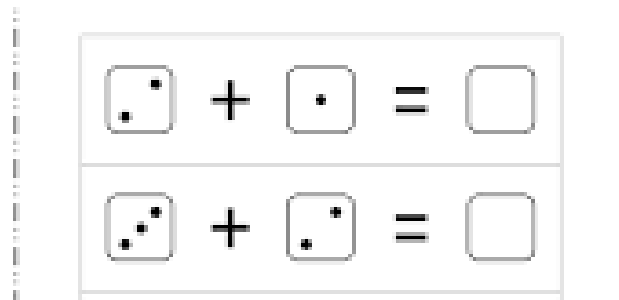 + =
+ =